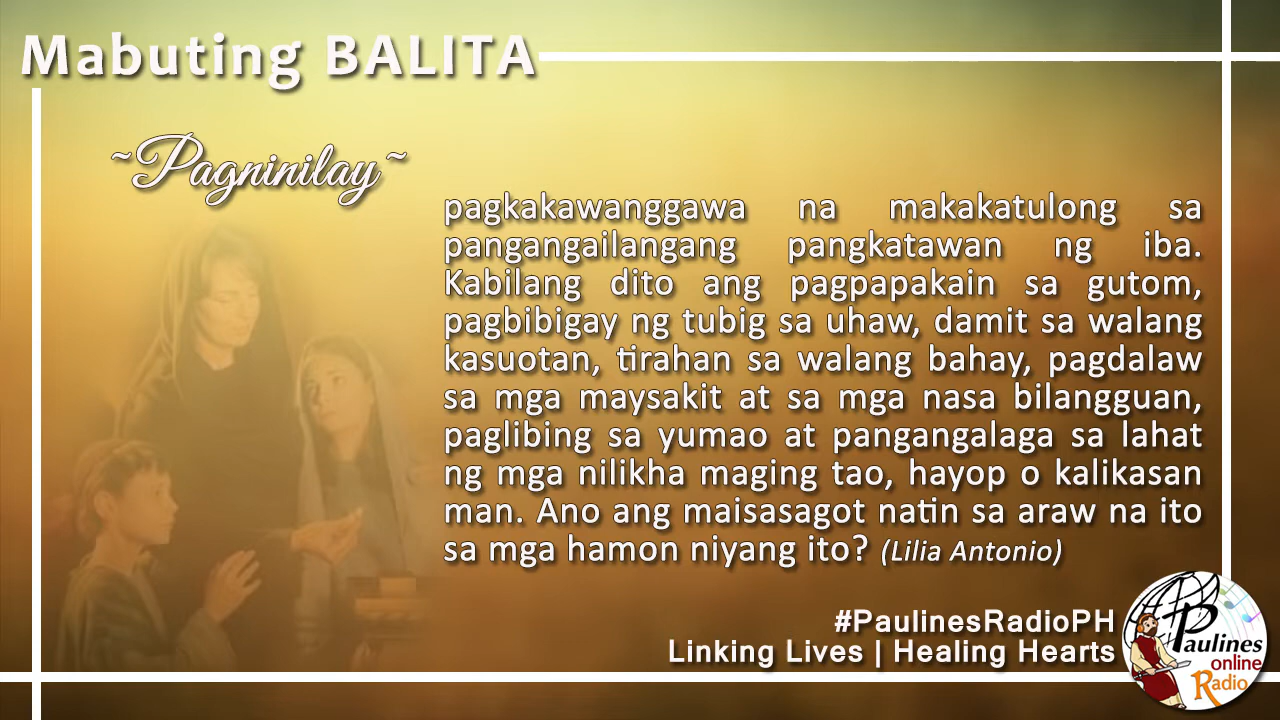 Mabuting BALITA
~Pagninilay~
pagkakawanggawa na makakatulong sa
pangangailangang pangkatawan ng iba.
Kabilang dito ang pagpapakain sa gutom,
pagbibigay ng tubig sa uhaw, damit sa walang
kasuotan, tirahan sa walang bahay, pagdalaw
sa mga maysakit at sa mga nasa bilangguan,
paglibing sa yumao at pangangalaga sa lahat
ng mga nilikha maging tao, hayop o kalikasan
man. Ano ang maisasagot natin sa araw na ito
sa mga hamon niyang ito? (Lilia Antonio)
#PaulinesRadioPH
Linking Lives | Healing Hearts
Paulines
online
Radio